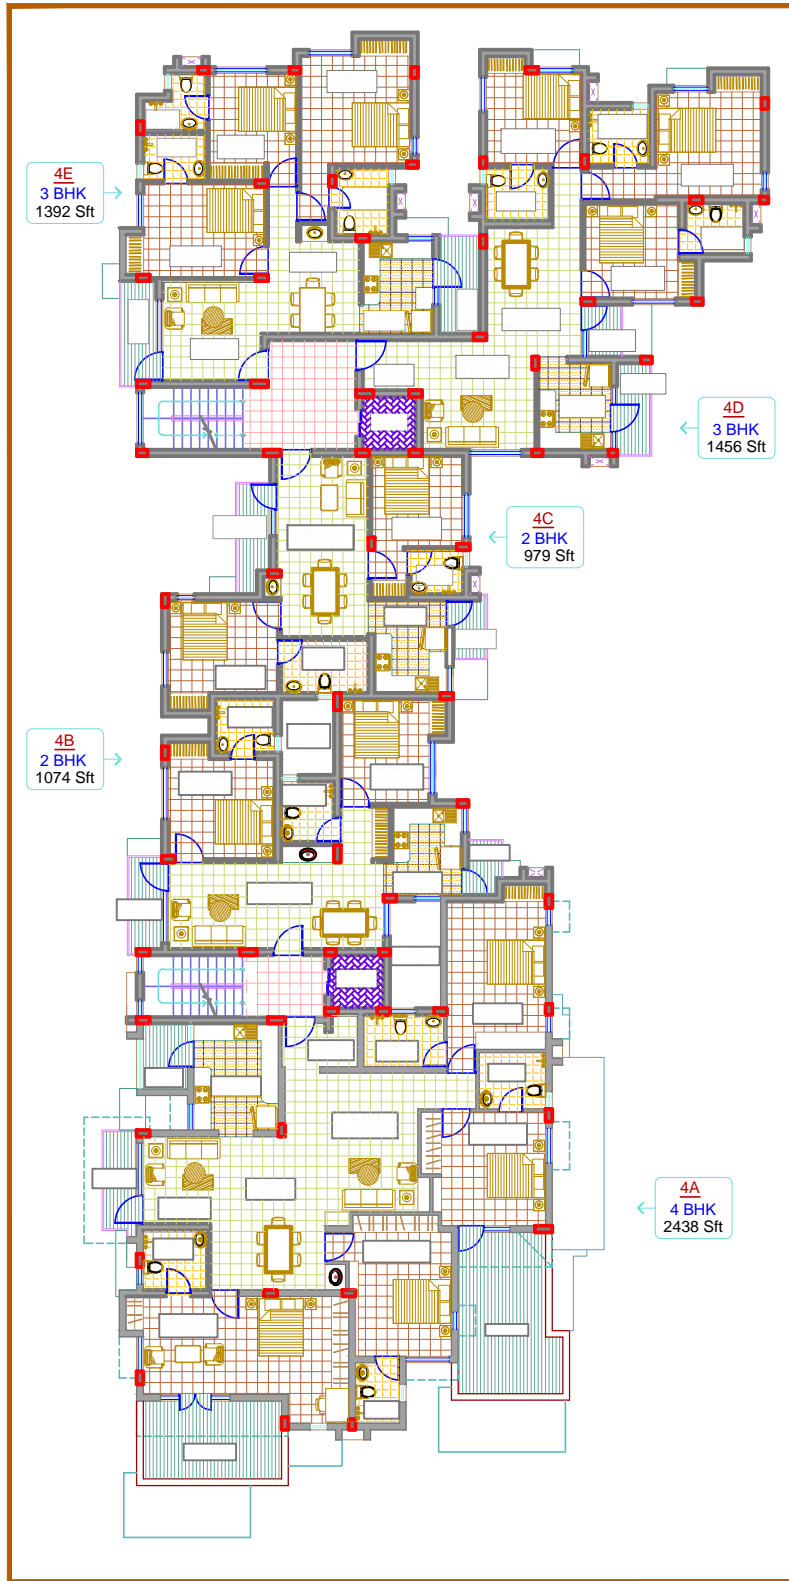 4E
3 BHK
1392 Sft
4D
3 BHK
1456 Sft
4C
2 BHK
979 Sft
4B
2 BHK
1074 Sft
4A
4 BHK
2438 Sft